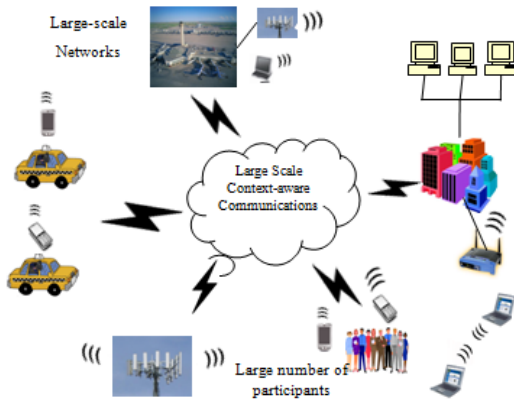 Large-scale
Networks
Large Scale
Context-aware
Communications
Large number of
participants